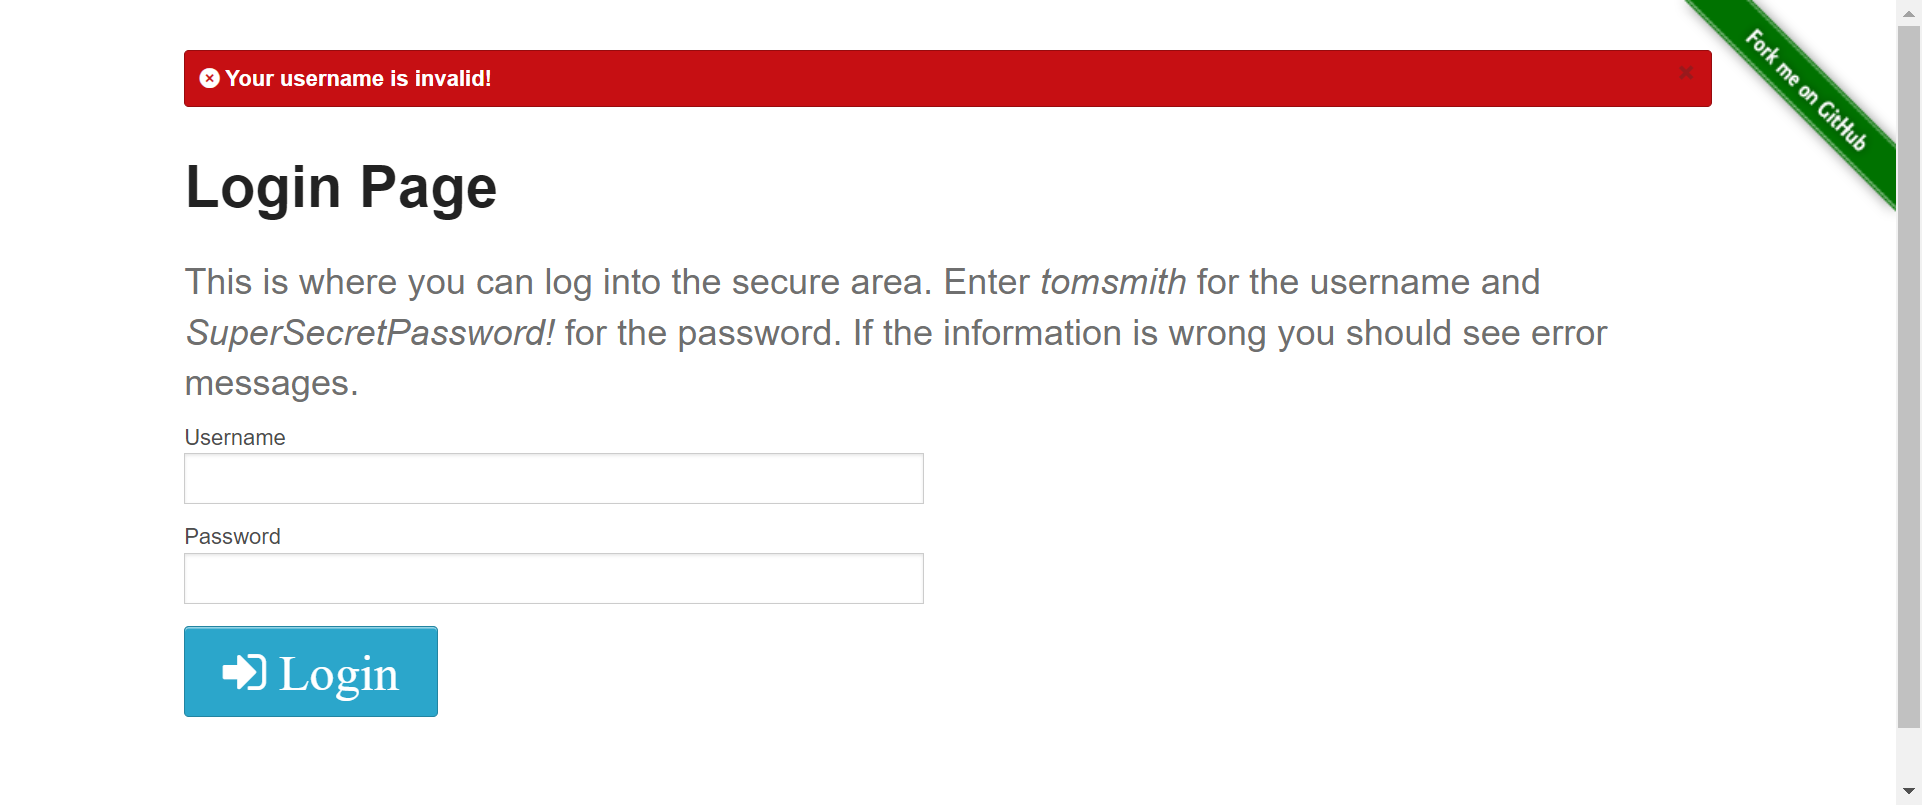 Your username is invalid!
Fork me on GitHub
Login Page
This is where you can log into the secure area. Enter tomsmith for the username and
SuperSecretPassword! for the password. If the information is wrong you should see error
messages.
Username
Password
Login